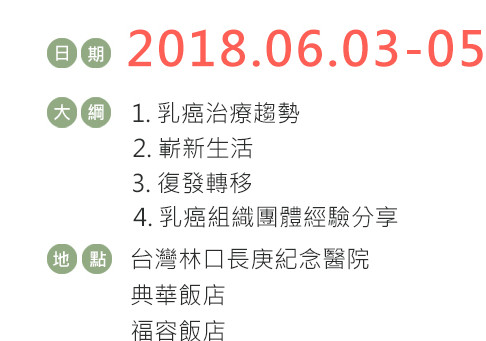 日期 2018.06.03-05
大綱 1. 乳癌治療趨勢
2. 嶄新生活
3. 復發轉移
4. 乳癌組織團體經驗分享
地點 台灣林口長庚紀念醫院
典華飯店
福容飯店